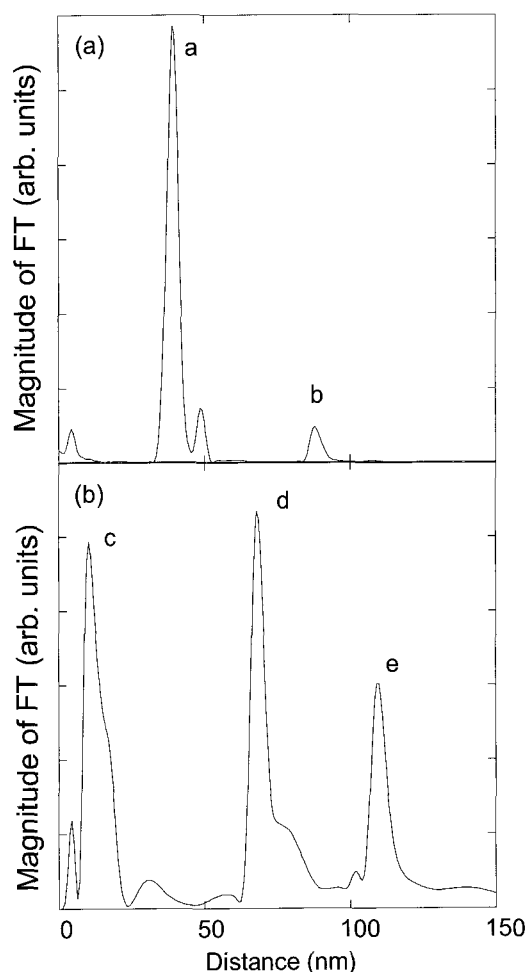 (a)
a
b
Magnitude of FT (arb. units)
(b)
c
d
e
Magnitude of FT (arb. units)
0 50 100 150
Distance (nm)